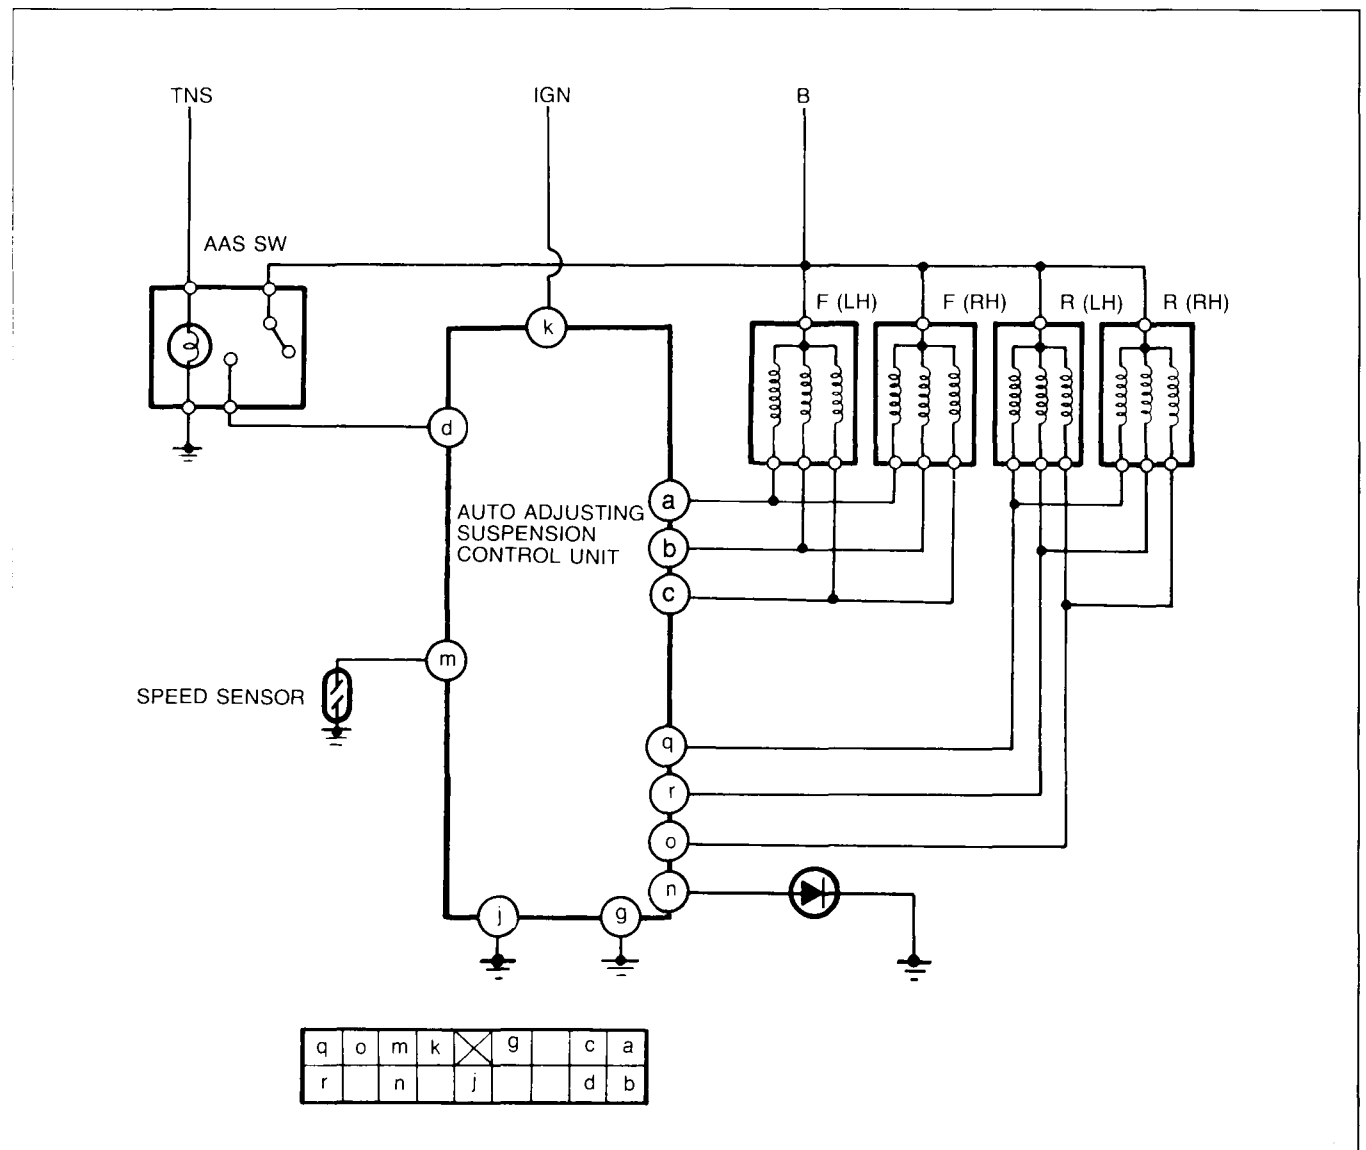 TNS IGN B
AAS SW
F (LH) F (RH) R (LH) R (RH)
k
d
a
AUTO ADJUSTING
SUSPENSION
CONTROL UNIT
b
c
m
SPEED SENSOR
q
r
o
n
j g
q o m k g c a
r n j d b